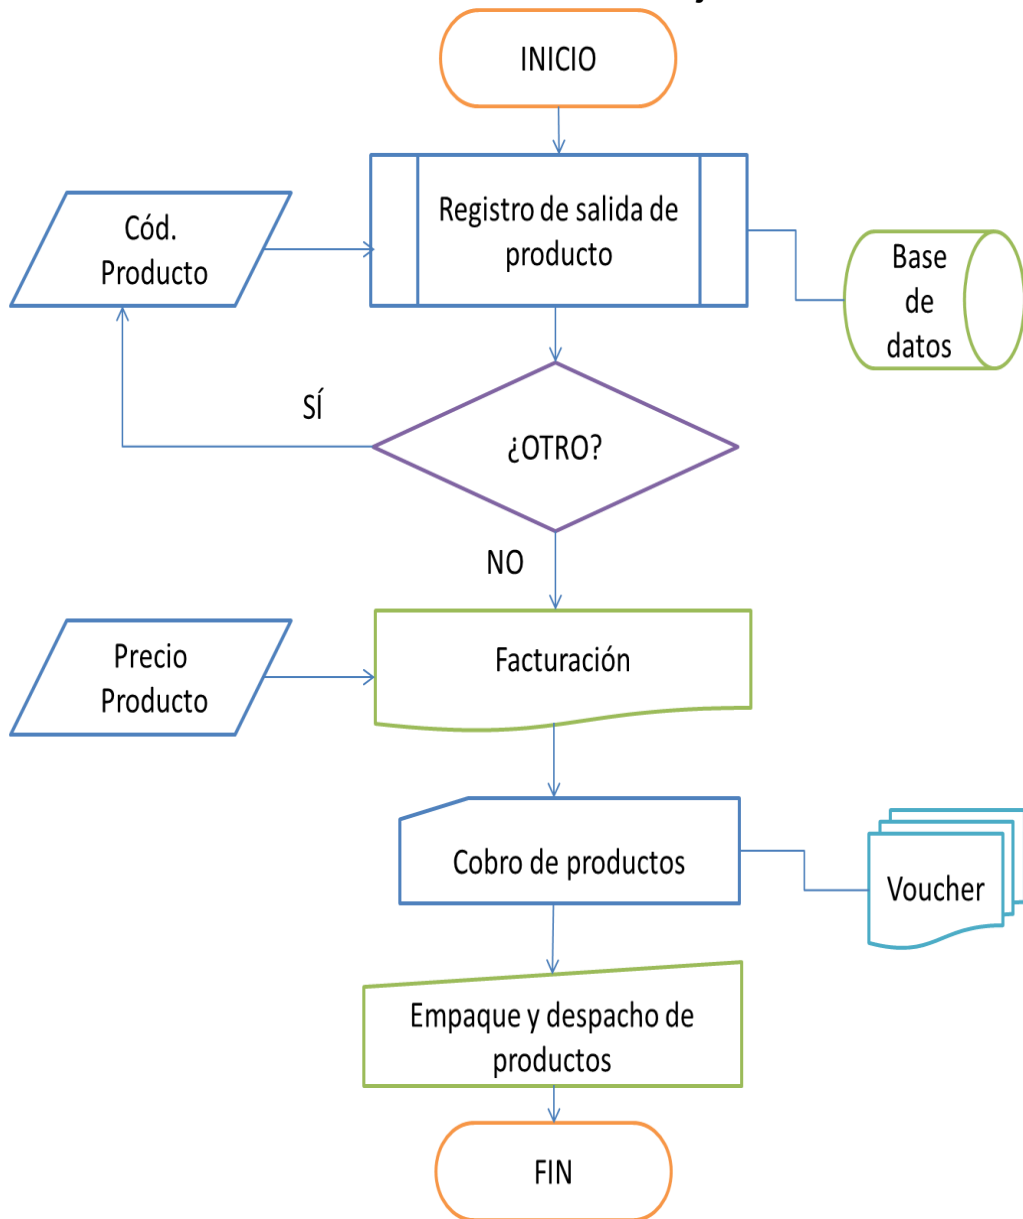 INICIO
Cód.
Producto
Registro de salida de
producto
Base
de
datos
SÍ
¿OTRO?
NO
Precio
Producto
Facturación
Cobro de productos
Voucher
Empaque y despacho de
productos
FIN